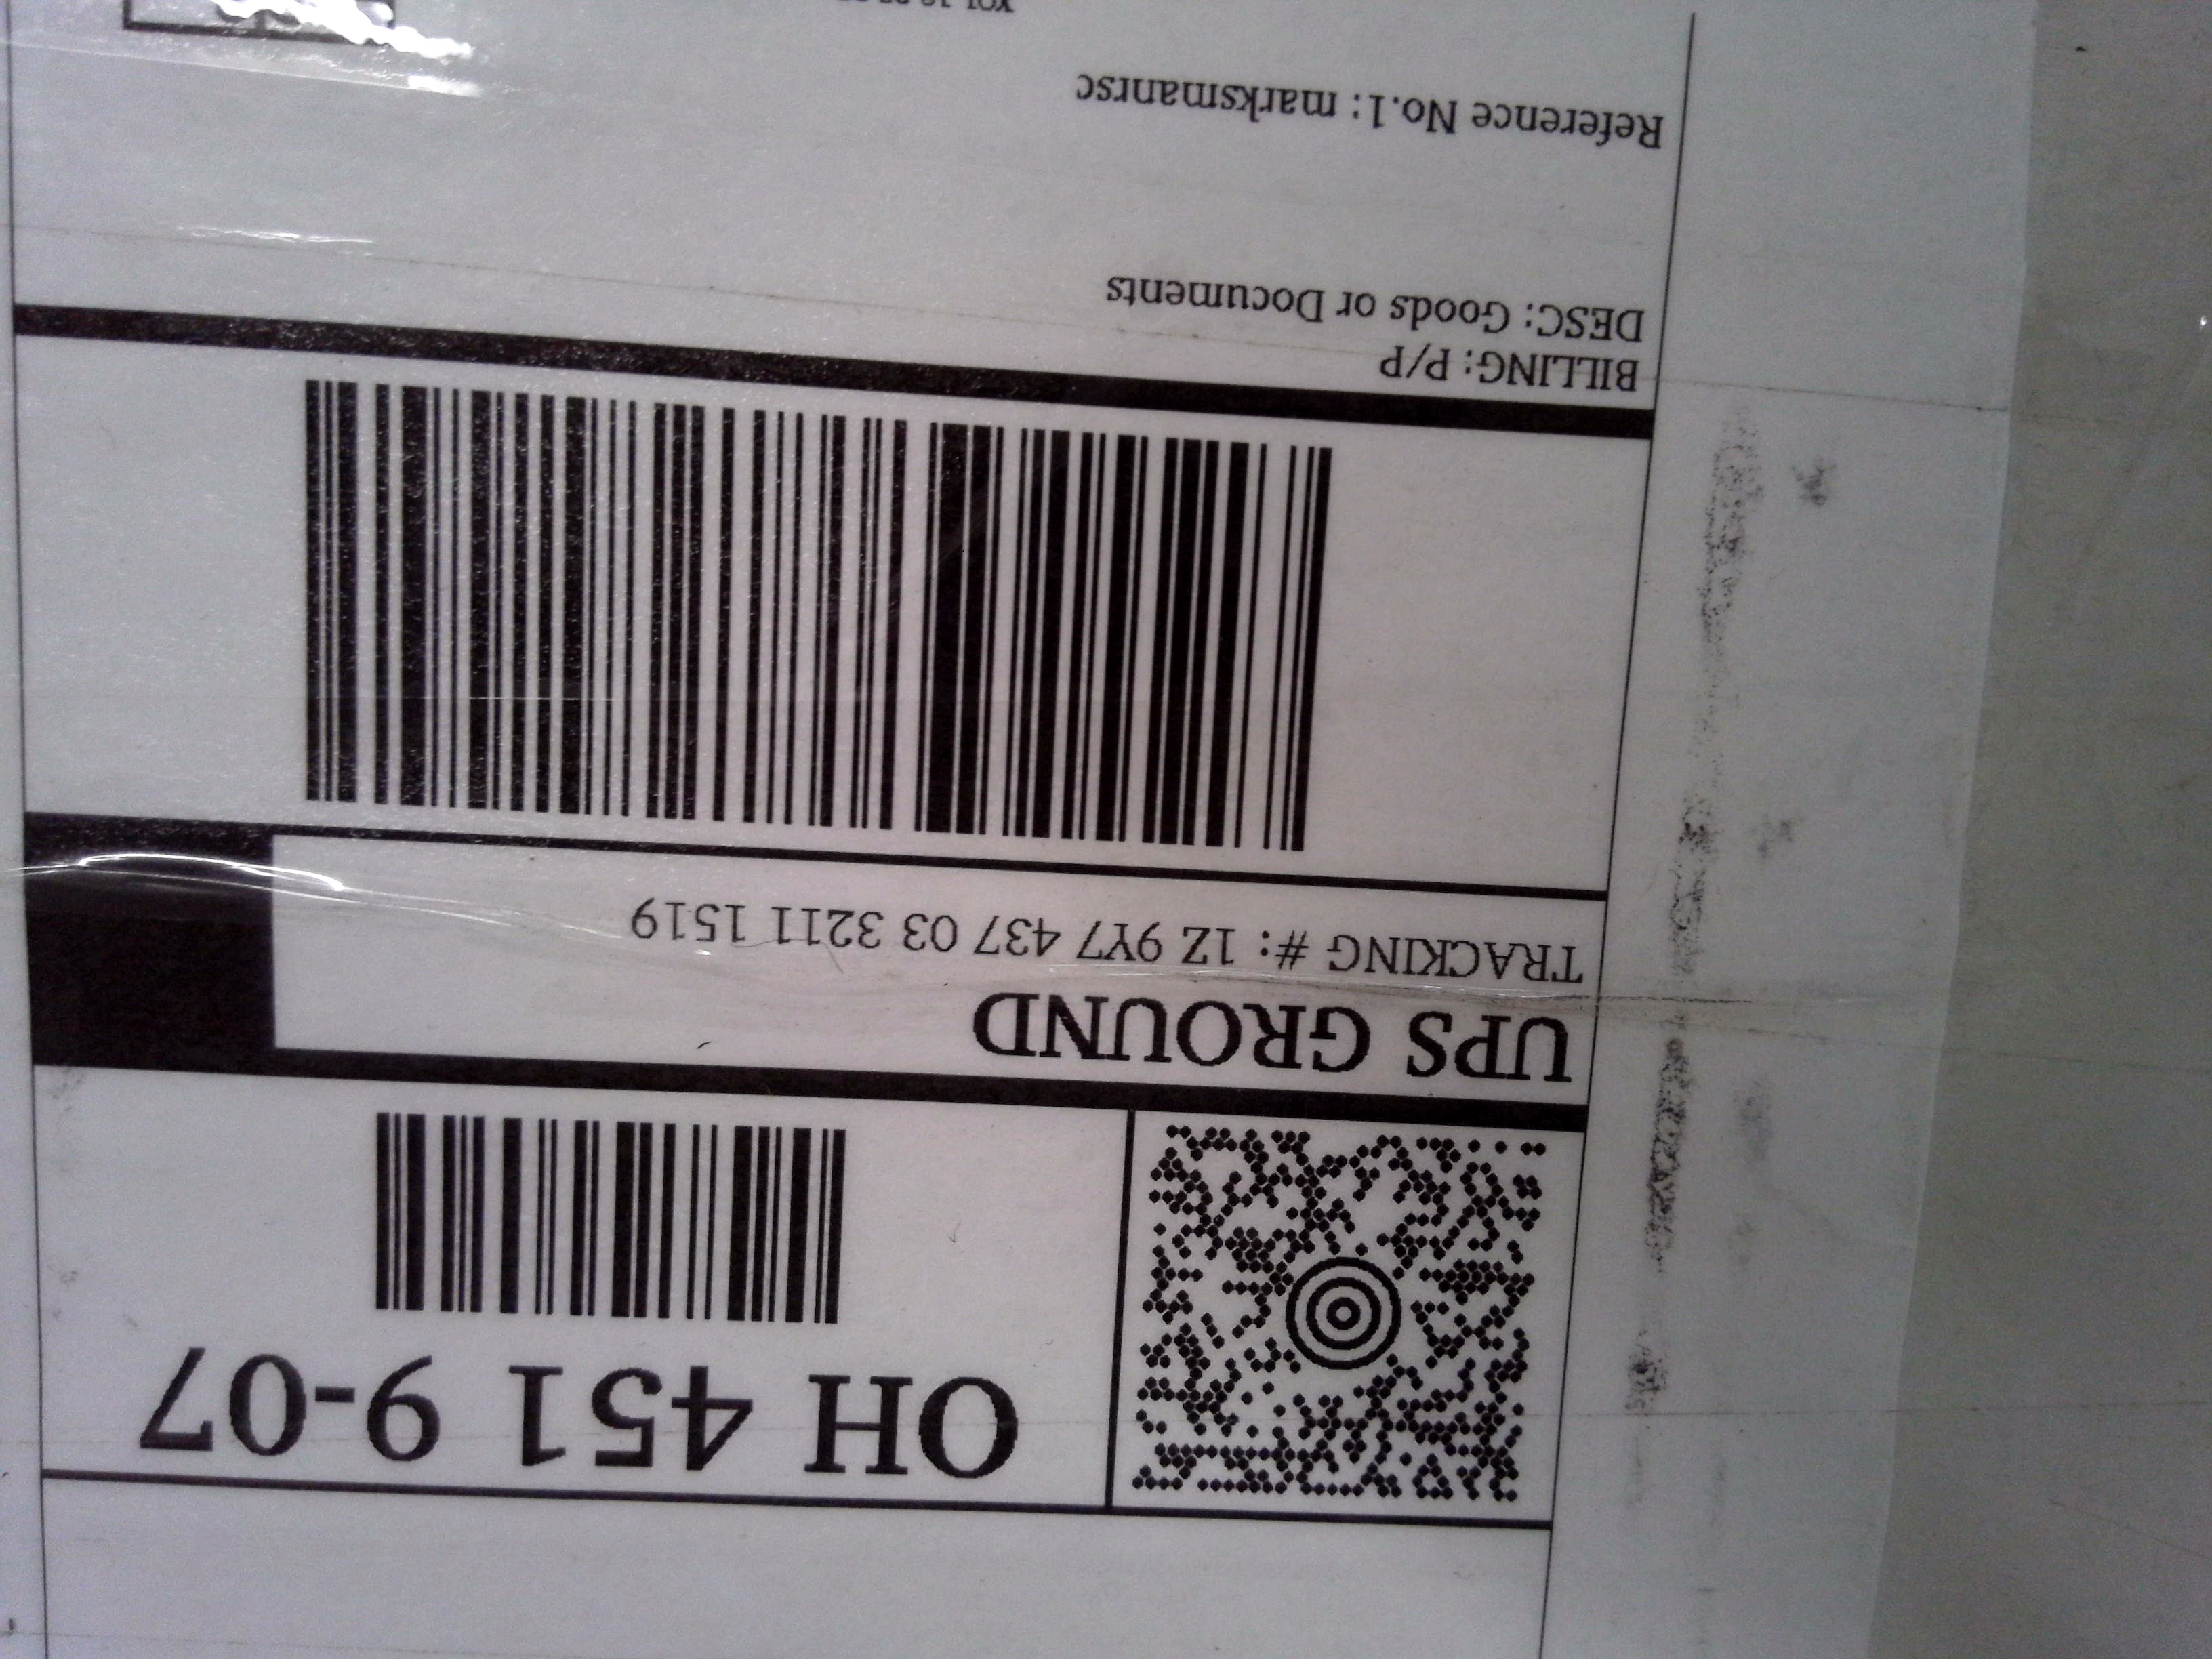 OH 451 9-07
UPS GROUND
TRACKING #: 1Z 9Y7 437 03 3211 1519
BILLING: P/P
DESC: Goods or Documents
Reference No.1: marksmanrsc